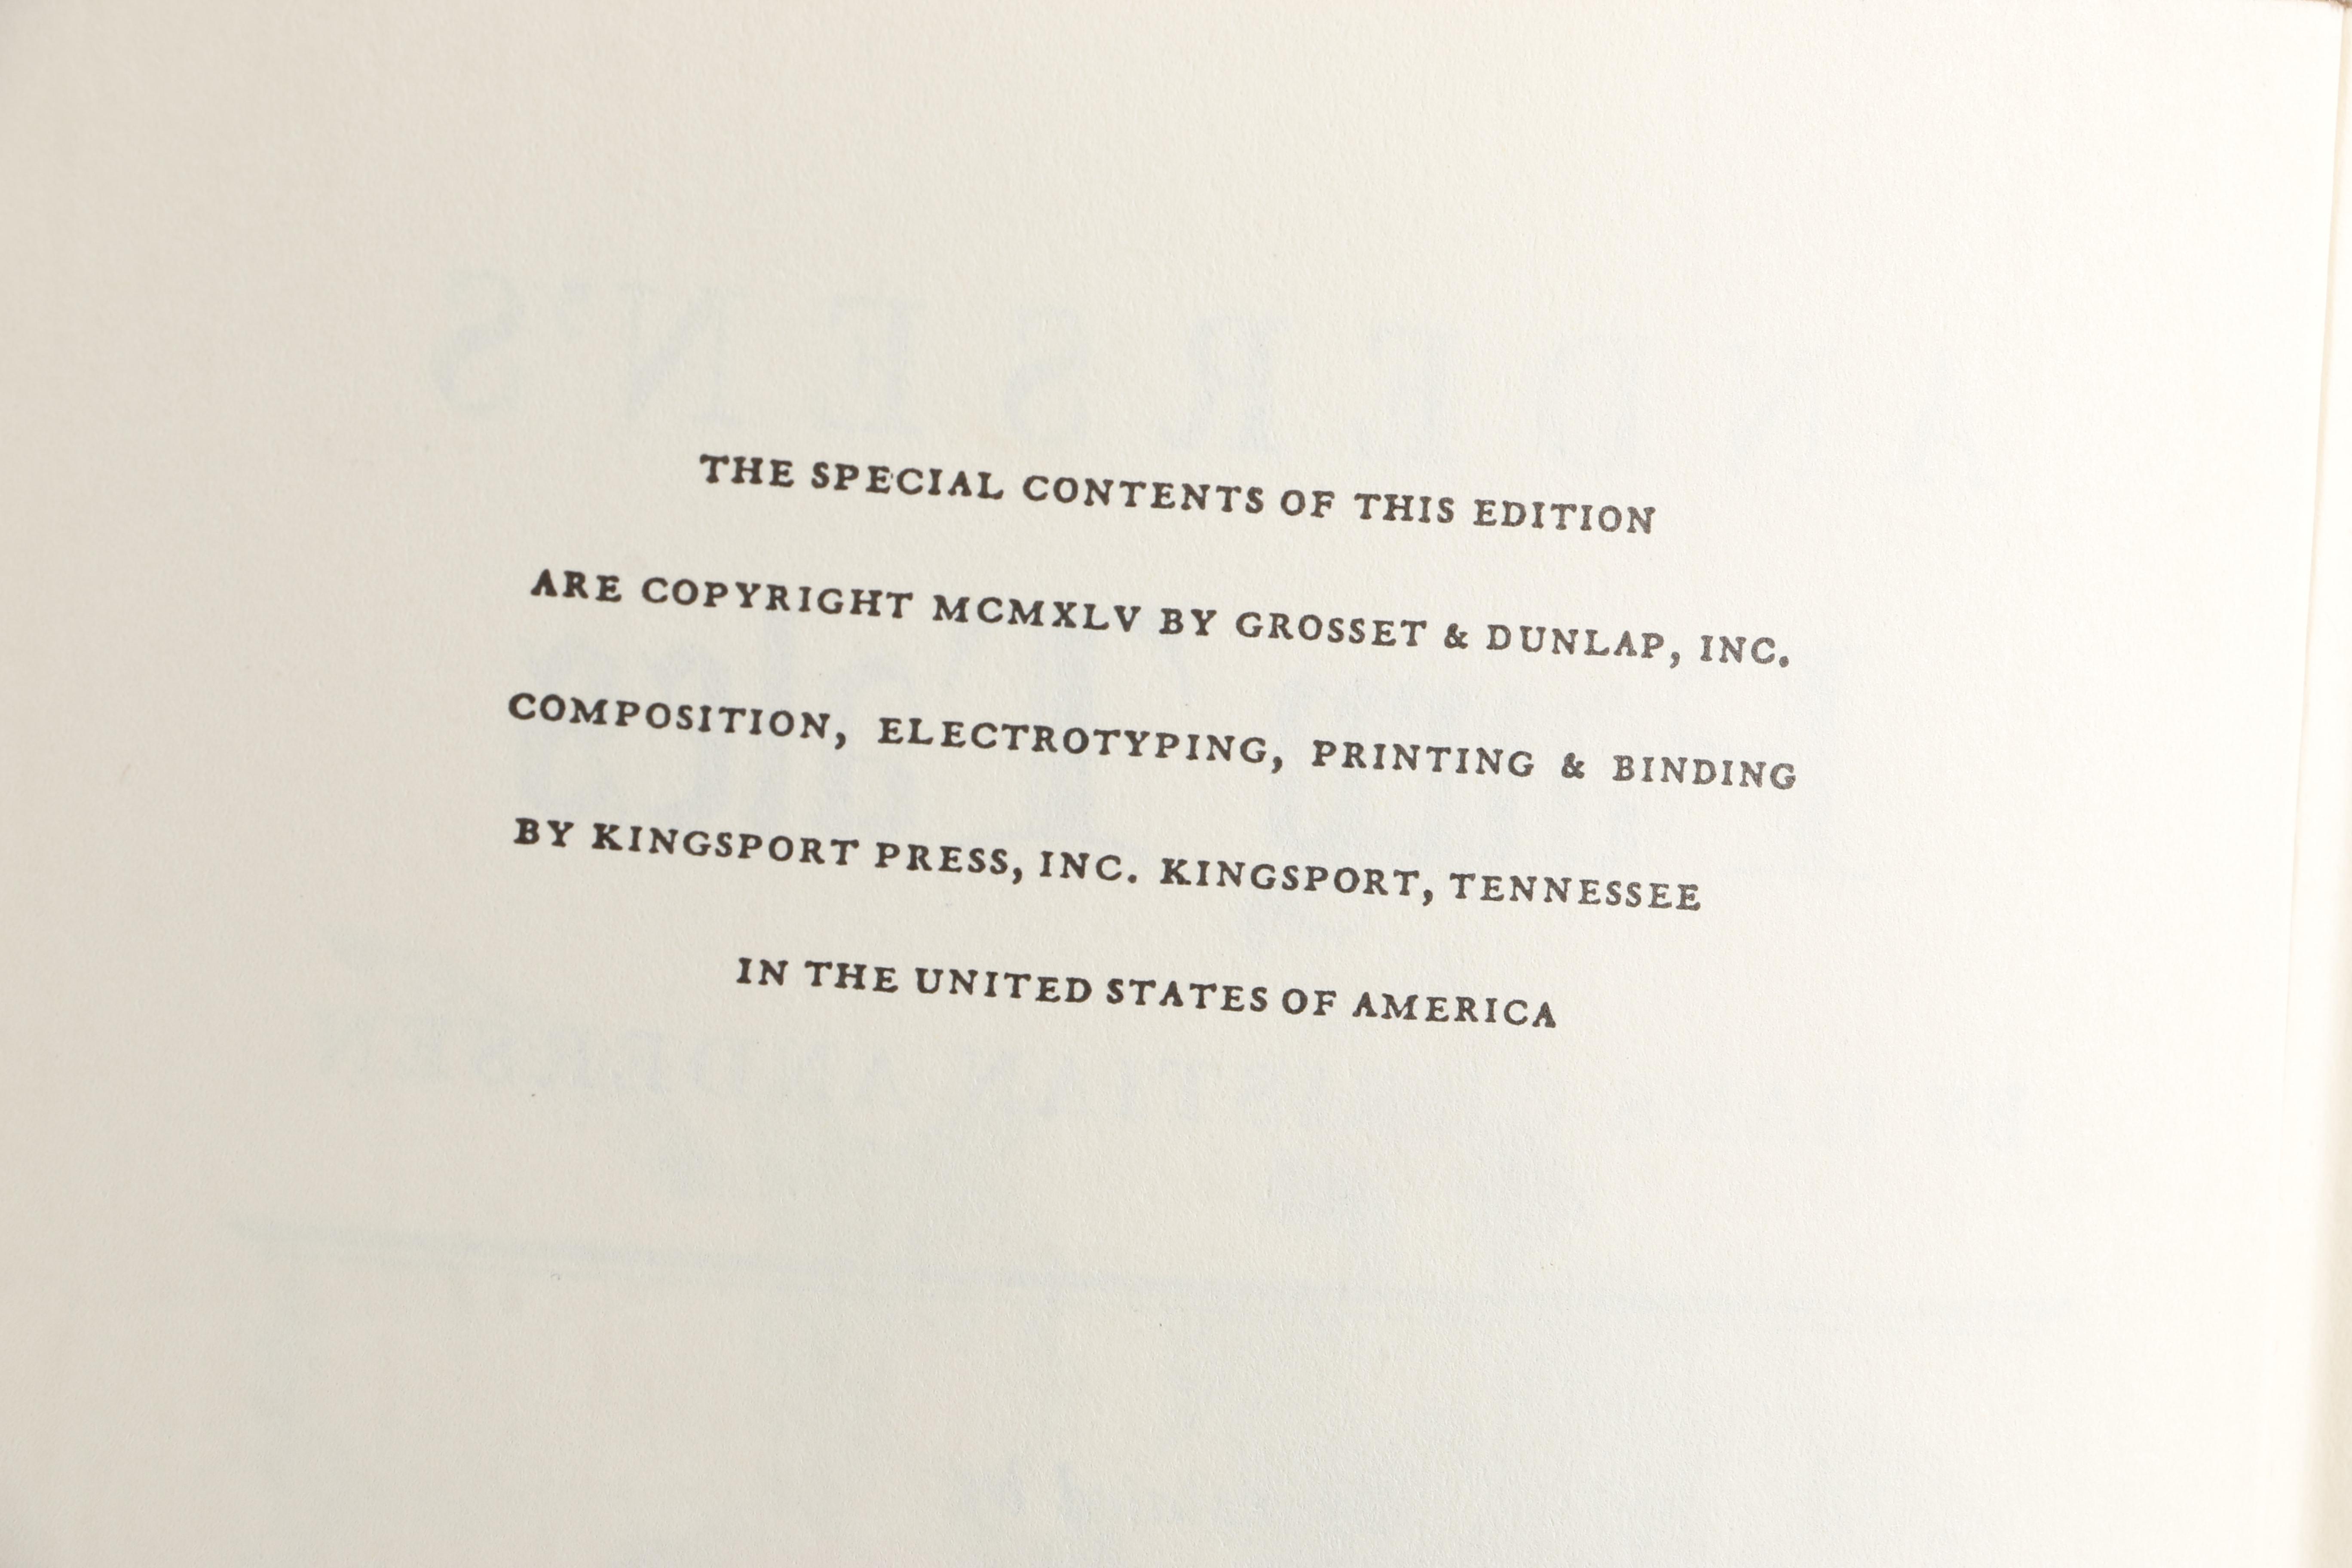 THE SPECIAL CONTENTS OF THIS EDITION
ARE COPYRIGHT MCMXLV BY GROSSET & DUNLAP, INC.
COMPOSITION, ELECTROTYPING, PRINTING & BINDING
BY KINGSPORT PRESS, INC. KINGSPORT, TENNESSEE
IN THE UNITED STATES OF AMERICA